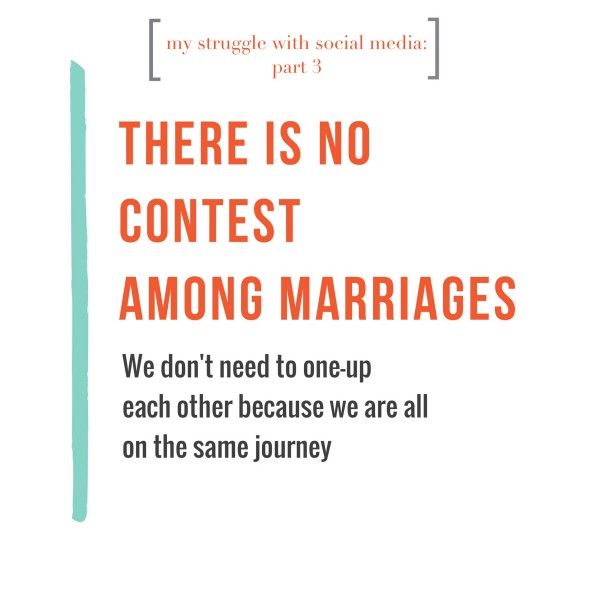 my struggle with social media:
part 3
THERE IS NO
CONTEST
AMONG MARRIAGES
We don't need to one-up
each other because we are all
on the same journey